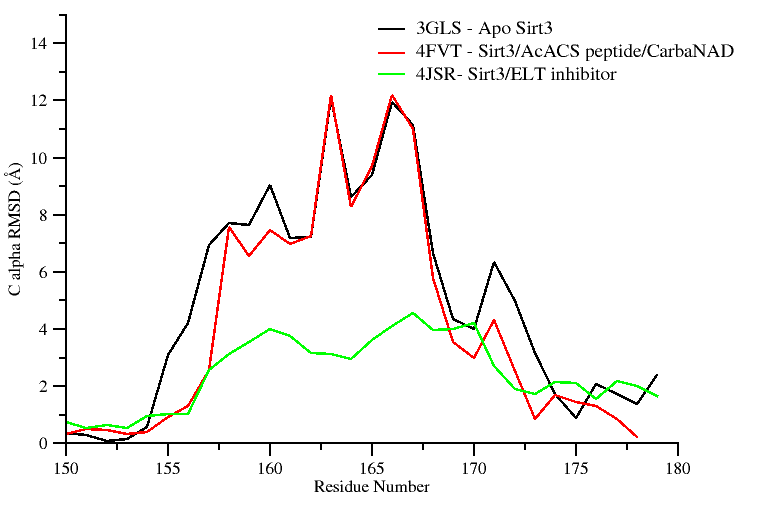 3GLS - Apo Sirt3
4FVT - Sirt3/AcACS peptide/CarbaNAD
4JSR- Sirt3/ELT inhibitor
C alpha RMSD (Å)
14
12
10
8
6
4
2
0
150 155 160 165 170 175 180
Residue Number